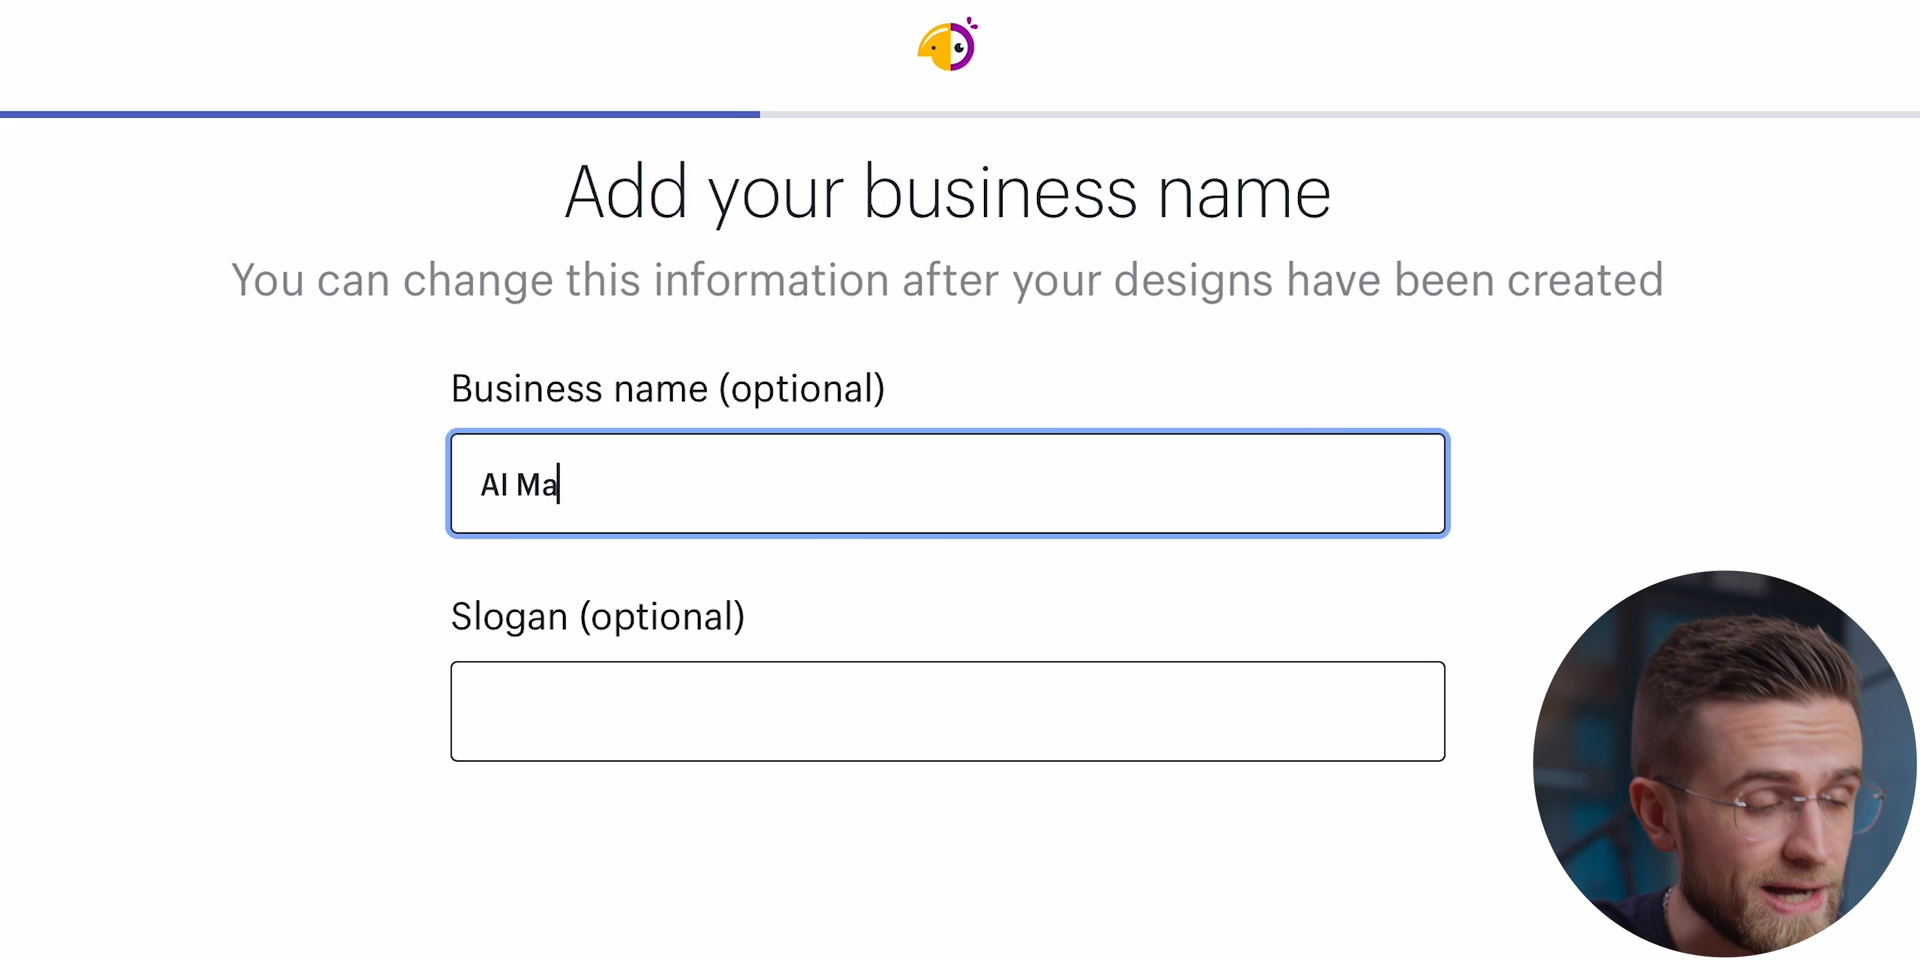 Add your business name
You can change this information after your designs have been created
Business name (optional)
AI Ma
Slogan (optional)